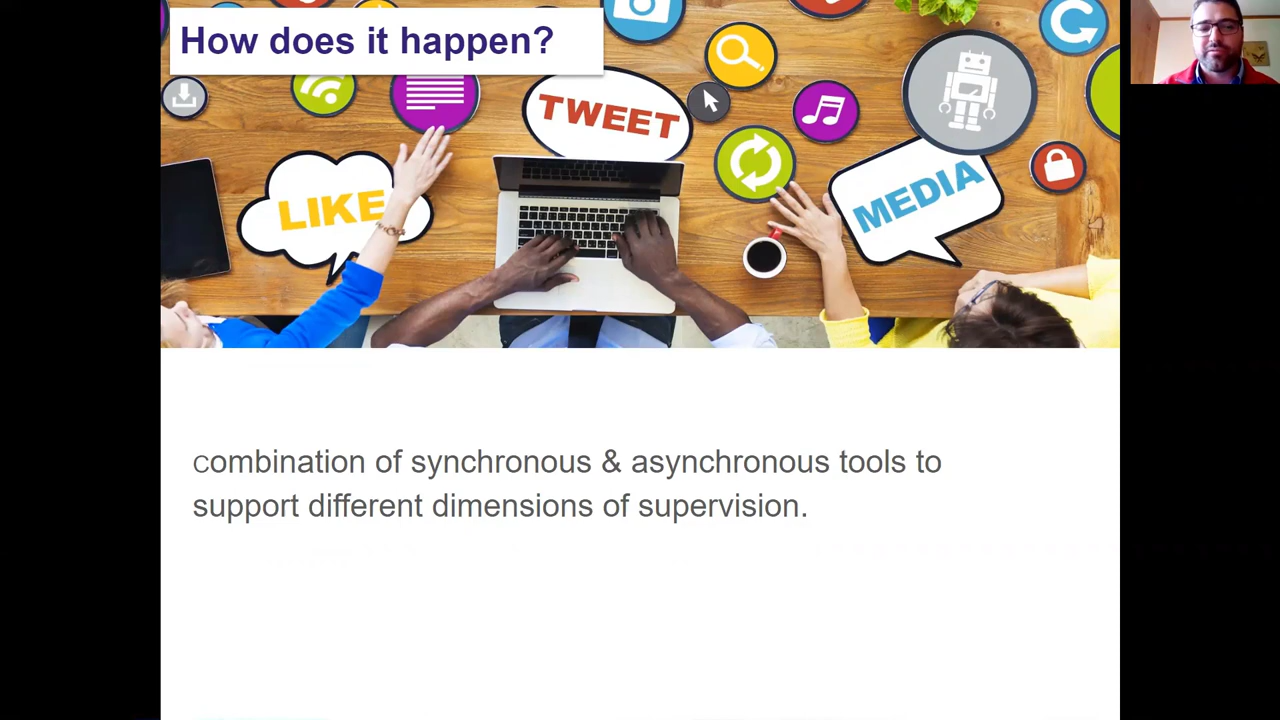 How does it happen?
TWEET
LIKE
MEDIA
combination of synchronous & asynchronous tools to
support different dimensions of supervision.